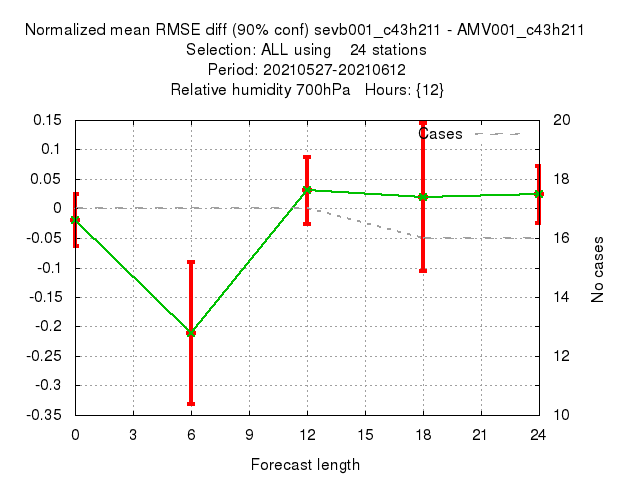 Normalized mean RMSE diff (90% conf) sevb001_c43h211 - AMV001_c43h211
Selection: ALL using 24 stations
Period: 20210527-20210612
Relative humidity 700hPa Hours: {12}
Cases
0.15
0.1
0.05
0
-0.05
-0.1
-0.15
-0.2
-0.25
-0.3
-0.35
20
18
16
14
12
10
No cases
0 3 6 9 12 15 18 21 24
Forecast length